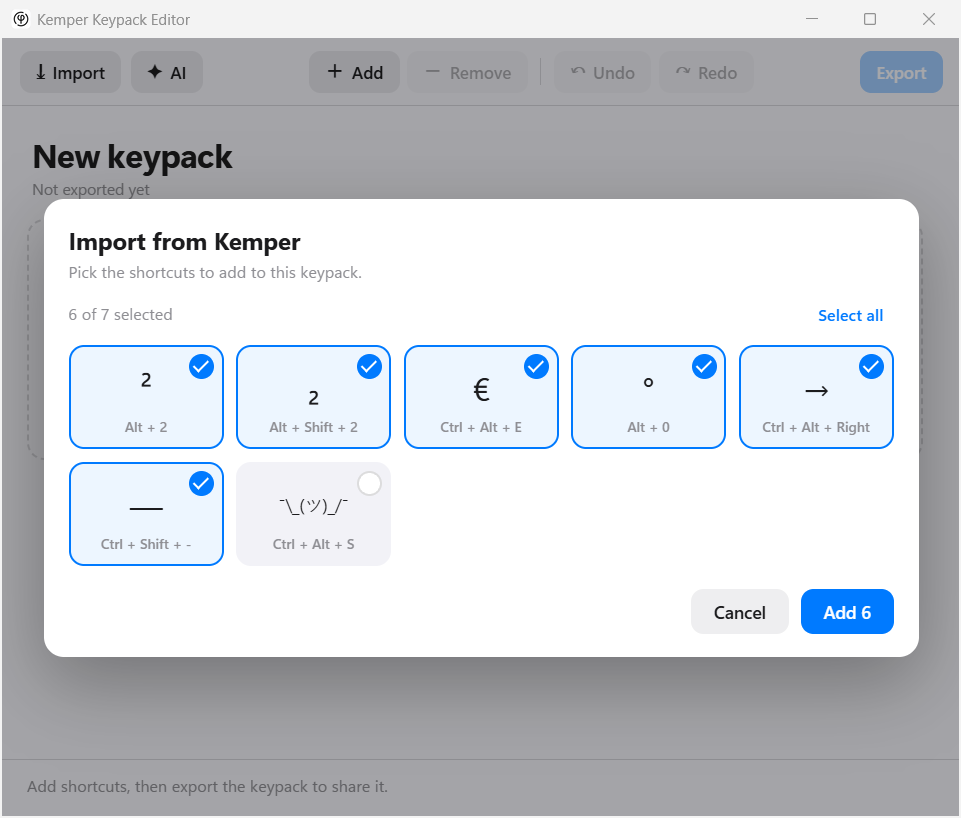 Kemper Keypack Editor
Import
AI
Add
Remove
Undo
Redo
Export
New keypack
Not exported yet
Import from Kemper
Pick the shortcuts to add to this keypack.
6 of 7 selected
Select all
²
Alt + 2
₂
Alt + Shift + 2
€
Ctrl + Alt + E
°
Alt + 0
→
Ctrl + Alt + Right
—
Ctrl + Shift + -
¯\_(ツ)_/¯
Ctrl + Alt + S
Cancel
Add 6
Add shortcuts, then export the keypack to share it.